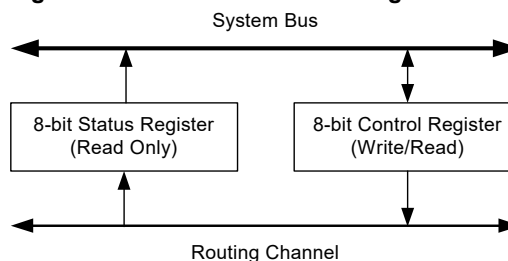 System Bus
8-bit Status Register
(Read Only)
8-bit Control Register
(Write/Read)
Routing Channel